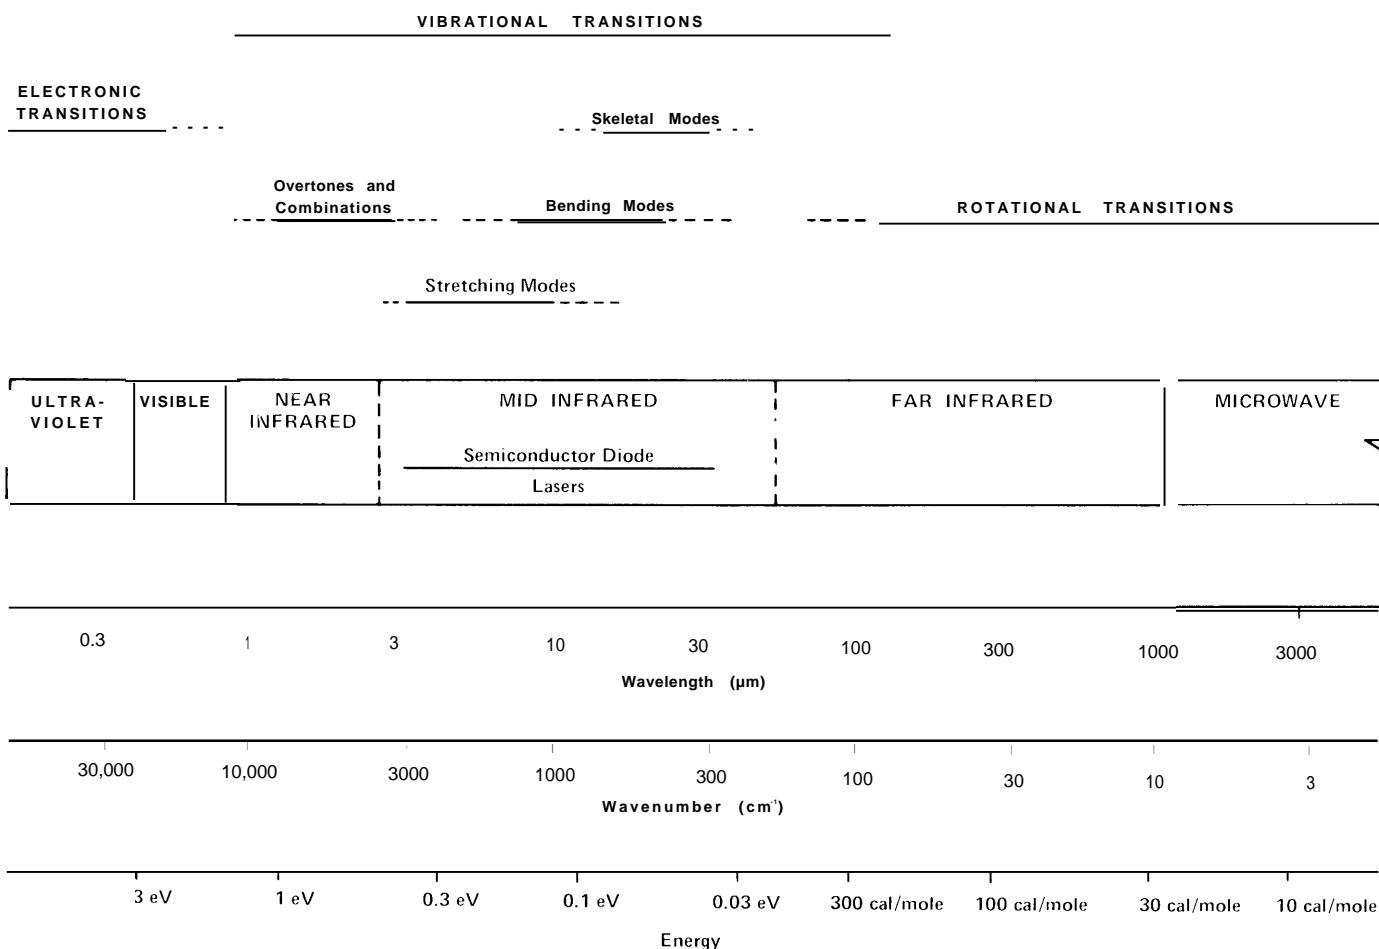 VIBRATIONAL TRANSITIONS
ELECTRONIC
TRANSITIONS
Skeletal Modes
Overtones and
Combinations
Bending Modes
ROTATIONAL TRANSITIONS
Stretching Modes
ULTRA-
VIOLET
VISIBLE
NEAR
INFRARED
MID INFRARED
FAR INFRARED
MICROWAVE
Semiconductor Diode
Lasers
0.3 1 3 10 30 100 300 1000 3000
Wavelength (µm)
30,000 10,000 3000 1000 300 100 30 10 3
Wavenumber (cm⁻¹)
3 eV 1 eV 0.3 eV 0.1 eV 0.03 eV 300 cal/mole 100 cal/mole 30 cal/mole 10 cal/mole
Energy